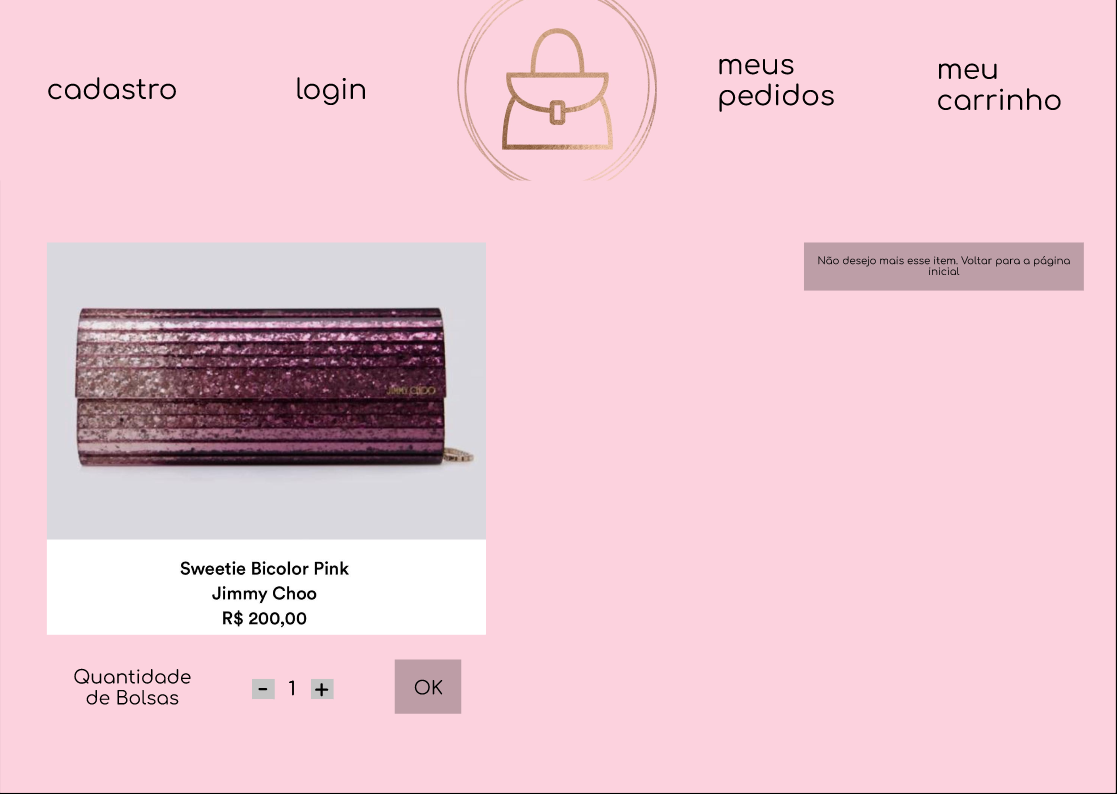 cadastro
login
meus
pedidos
meu
carrinho
Não desejo mais esse item. Voltar para a página
inicial
JIMMY CHOO
Sweetie Bicolor Pink
Jimmy Choo
R$ 200,00
Quantidade
de Bolsas
- 1 +
OK